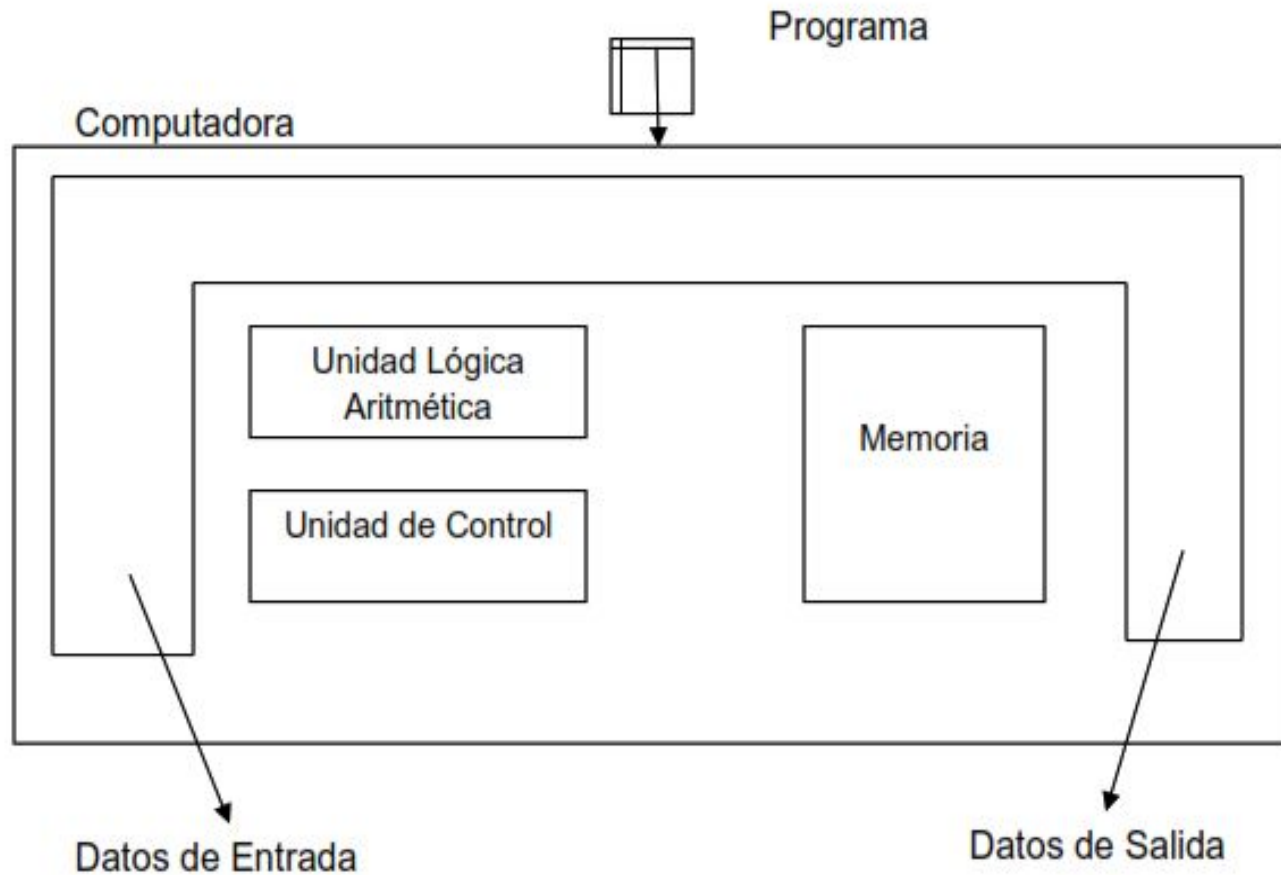 Programa
Computadora
Unidad Lógica
Aritmética
Memoria
Unidad de Control
Datos de Entrada
Datos de Salida